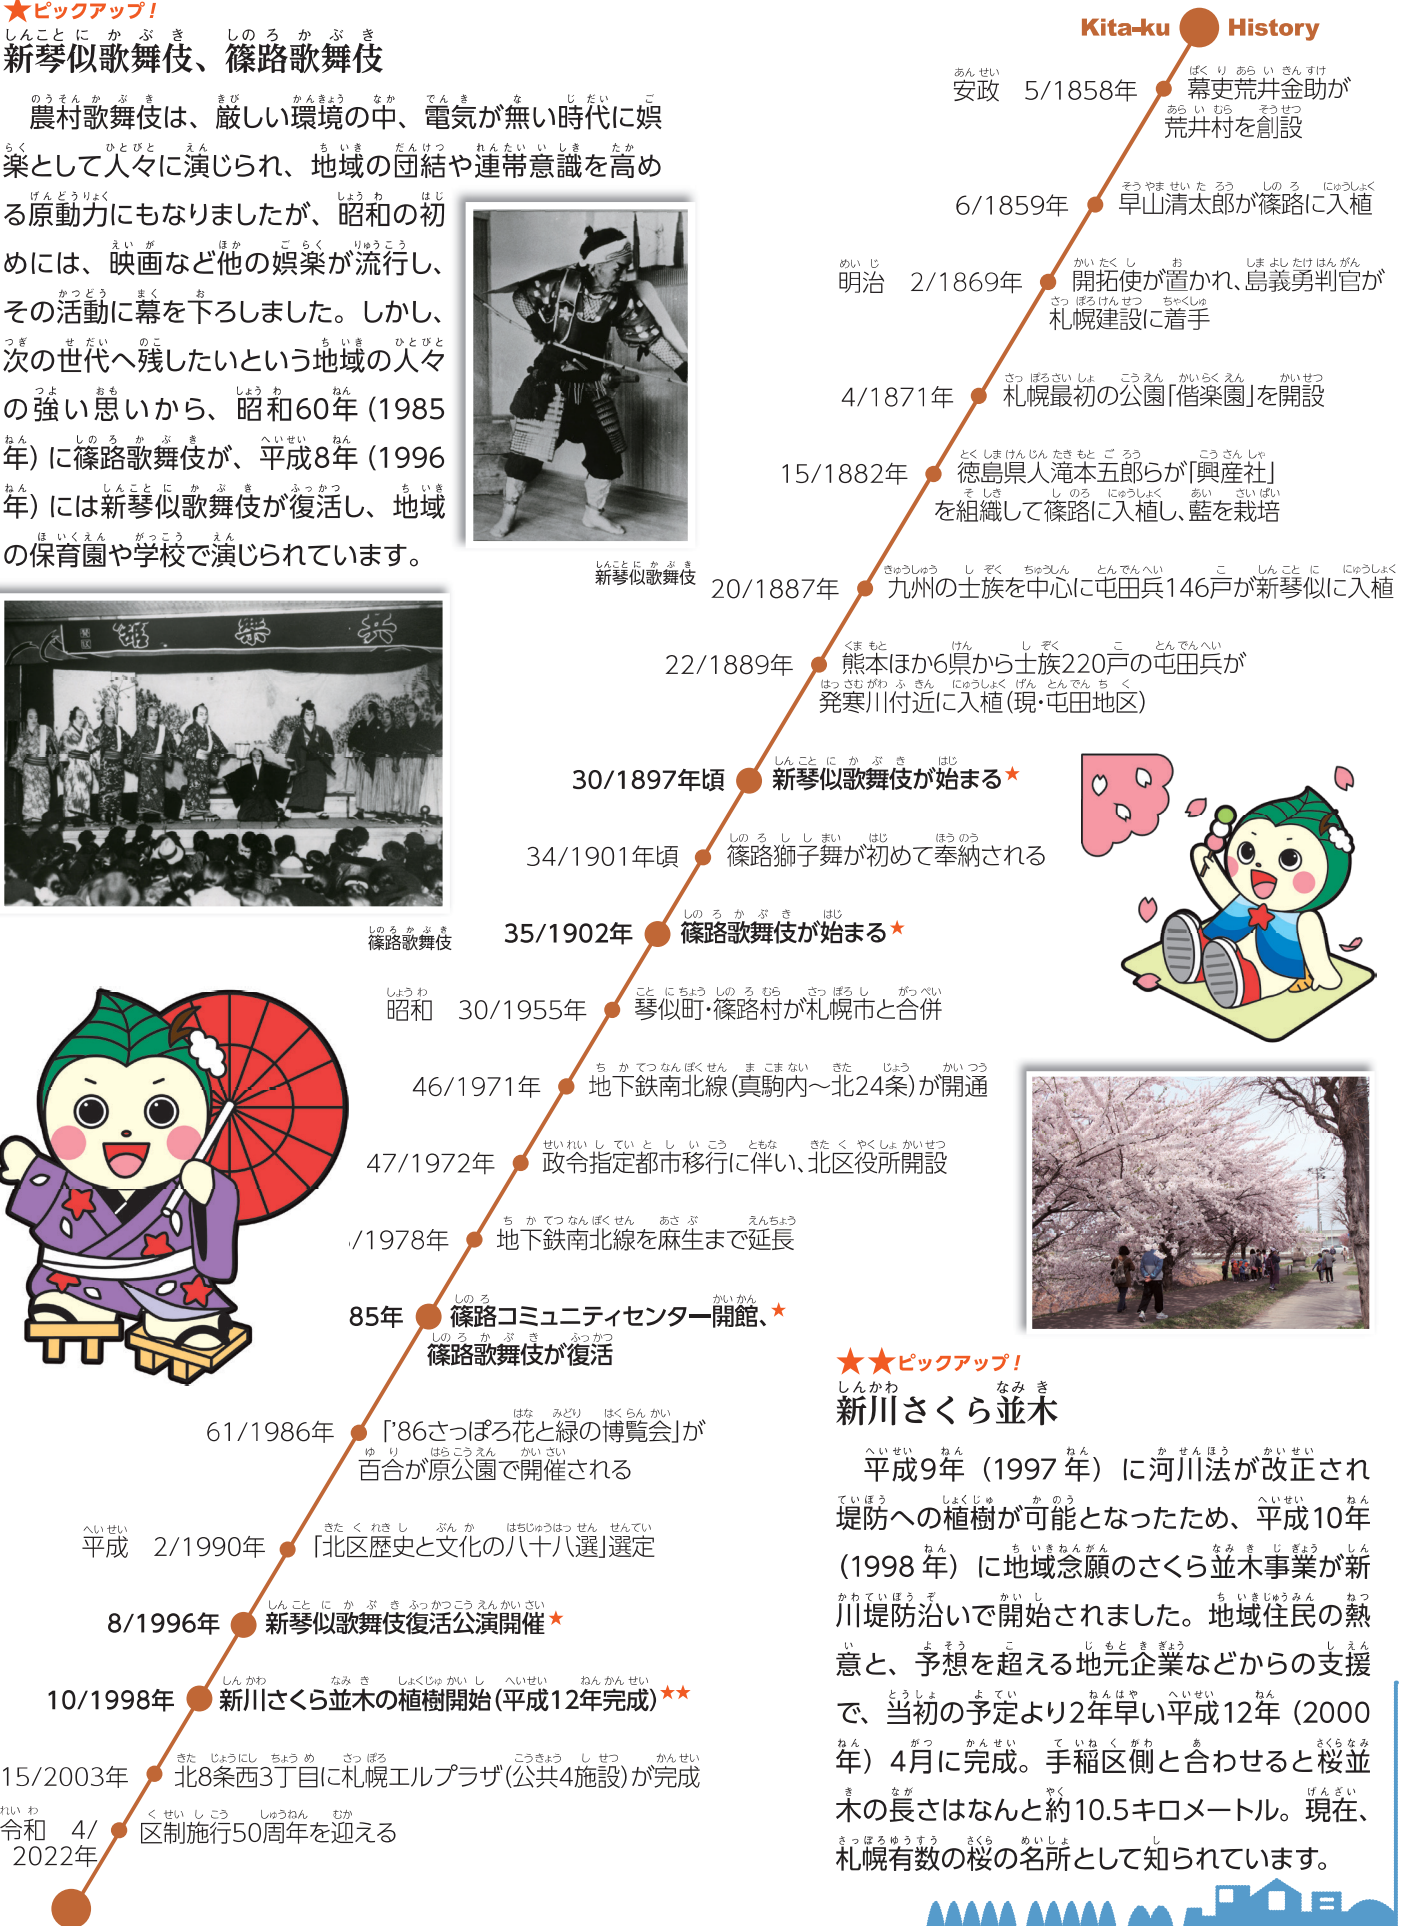 ★ピックアップ!
新琴似歌舞伎、篠路歌舞伎
農村歌舞伎は、厳しい環境の中、電気が無い時代に娯
楽として人々に演じられ、地域の団結や連帯意識を高め
る原動力にもなりましたが、昭和の初
めには、映画など他の娯楽が流行し、
その活動に幕を下ろしました。しかし、
次の世代へ残したいという地域の人々
の強い思いから、昭和60年(1985
年)に篠路歌舞伎が、平成8年(1996
年)には新琴似歌舞伎が復活し、地域
の保育園や学校で演じられています。
新琴似歌舞伎
篠路歌舞伎
Kita-ku History
安政 5/1858年 幕吏荒井金助が
荒井村を創設
6/1859年 早山清太郎が篠路に入植
明治 2/1869年 開拓使が置かれ、島義勇判官が
札幌建設に着手
4/1871年 札幌最初の公園「偕楽園」を開設
15/1882年 徳島県人滝本五郎らが「興産社」
を組織して篠路に入植し、藍を栽培
20/1887年 九州の士族を中心に屯田兵146戸が新琴似に入植
22/1889年 熊本ほか6県から士族220戸の屯田兵が
発寒川付近に入植(現・屯田地区)
30/1897年頃 新琴似歌舞伎が始まる★
34/1901年頃 篠路獅子舞が初めて奉納される
35/1902年 篠路歌舞伎が始まる★
昭和 30/1955年 琴似町・篠路村が札幌市と合併
46/1971年 地下鉄南北線(真駒内〜北24条)が開通
47/1972年 政令指定都市移行に伴い、北区役所開設
/1978年 地下鉄南北線を麻生まで延長
85年 篠路コミュニティセンター開館、★
篠路歌舞伎が復活
61/1986年 「'86さっぽろ花と緑の博覧会」が
百合が原公園で開催される
平成 2/1990年 「北区歴史と文化の八十八選」選定
8/1996年 新琴似歌舞伎復活公演開催★
10/1998年 新川さくら並木の植樹開始(平成12年完成)★★
15/2003年 北8条西3丁目に札幌エルプラザ(公共4施設)が完成
令和 4/
2022年 区制施行50周年を迎える
★★ピックアップ!
新川さくら並木
平成9年(1997年)に河川法が改正され
堤防への植樹が可能となったため、平成10年
(1998年)に地域念願のさくら並木事業が新
川堤防沿いで開始されました。地域住民の熱
意と、予想を超える地元企業などからの支援
で、当初の予定より2年早い平成12年(2000
年)4月に完成。手稲区側と合わせると桜並
木の長さはなんと約10.5キロメートル。現在、
札幌有数の桜の名所として知られています。